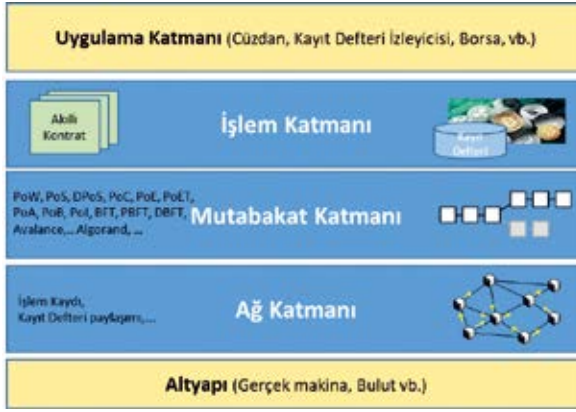 Uygulama Katmanı (Cüzdan, Kayıt Defteri İzleyicisi, Borsa, vb.)
Akıllı
Kontrat
İşlem Katmanı
Kayıt
Defteri
PoW, PoS, DPoS, PoC, PoE, PoET,
PoA, PoB, PoI, BFT, PBFT, DBFT,
Avalance,... Algorand, ...
Mutabakat Katmanı
İşlem Kaydı,
Kayıt Defteri paylaşımı,...
Ağ Katmanı
Altyapı (Gerçek makina, Bulut vb.)